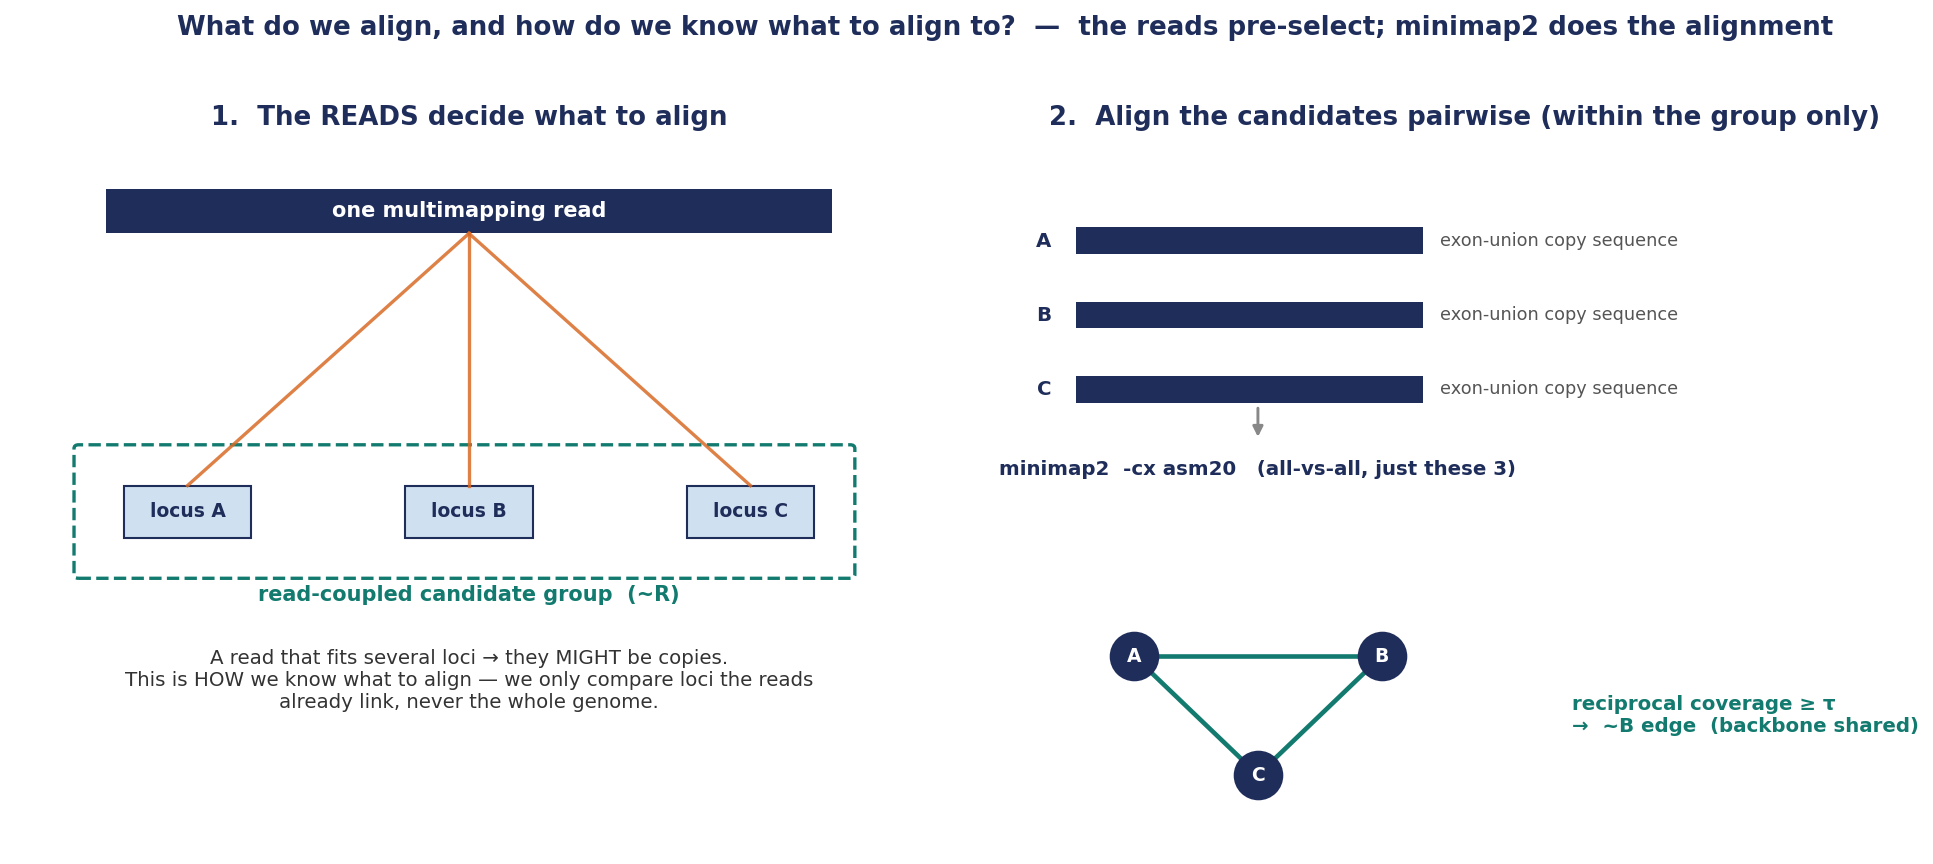 What do we align, and how do we know what to align to?  —  the reads pre-select; minimap2 does the alignment
1.  The READS decide what to align
one multimapping read
locus A
locus B
locus C
read-coupled candidate group  (~R)
A read that fits several loci → they MIGHT be copies.
This is HOW we know what to align — we only compare loci the reads
already link, never the whole genome.
2.  Align the candidates pairwise (within the group only)
A
exon-union copy sequence
B
exon-union copy sequence
C
exon-union copy sequence
minimap2  -cx asm20   (all-vs-all, just these 3)
A
B
C
reciprocal coverage ≥ τ
→  ~B edge  (backbone shared)